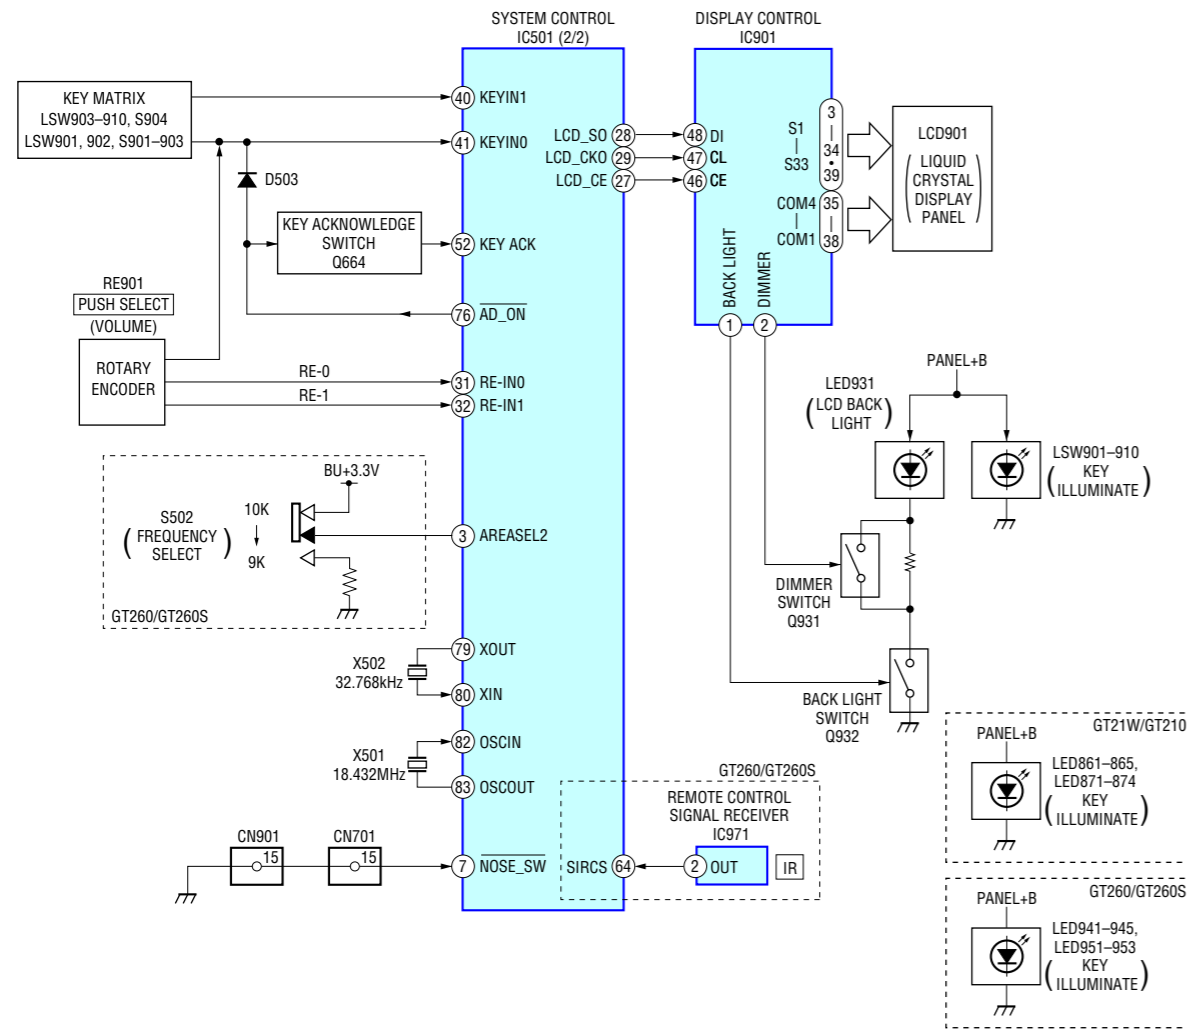 SYSTEM CONTROL
IC501 (2/2)
DISPLAY CONTROL
IC901
KEY MATRIX
LSW903–910, S904
LSW901, 902, S901–903
40 KEYIN1
41 KEYIN0
D503
KEY ACKNOWLEDGE
SWITCH
Q664
52 KEY ACK
76 AD_ON
RE901
PUSH SELECT
(VOLUME)
ROTARY
ENCODER
RE-0
RE-1
31 RE-IN0
32 RE-IN1
LCD_SO 28
LCD_CKO 29
LCD_CE 27
48 DI
47 CL
46 CE
S1
|
S33
3
|
34
•
39
COM4
|
COM1
35
|
38
LCD901
(LIQUID
CRYSTAL
DISPLAY
PANEL)
BACK LIGHT
DIMMER
1
2
BU+3.3V
S502
(FREQUENCY
SELECT)
10K
9K
GT260/GT260S
3 AREASEL2
PANEL+B
LED931
(LCD BACK
LIGHT)
LSW901–910
(KEY
ILLUMINATE)
DIMMER
SWITCH
Q931
BACK LIGHT
SWITCH
Q932
X502
32.768kHz
79 XOUT
80 XIN
X501
18.432MHz
82 OSCIN
83 OSCOUT
CN901
15
CN701
15
7 NOSE_SW
GT260/GT260S
REMOTE CONTROL
SIGNAL RECEIVER
IC971
SIRCS 64
2 OUT
IR
GT21W/GT210
PANEL+B
LED861–865,
LED871–874
(KEY
ILLUMINATE)
GT260/GT260S
PANEL+B
LED941–945,
LED951–953
(KEY
ILLUMINATE)